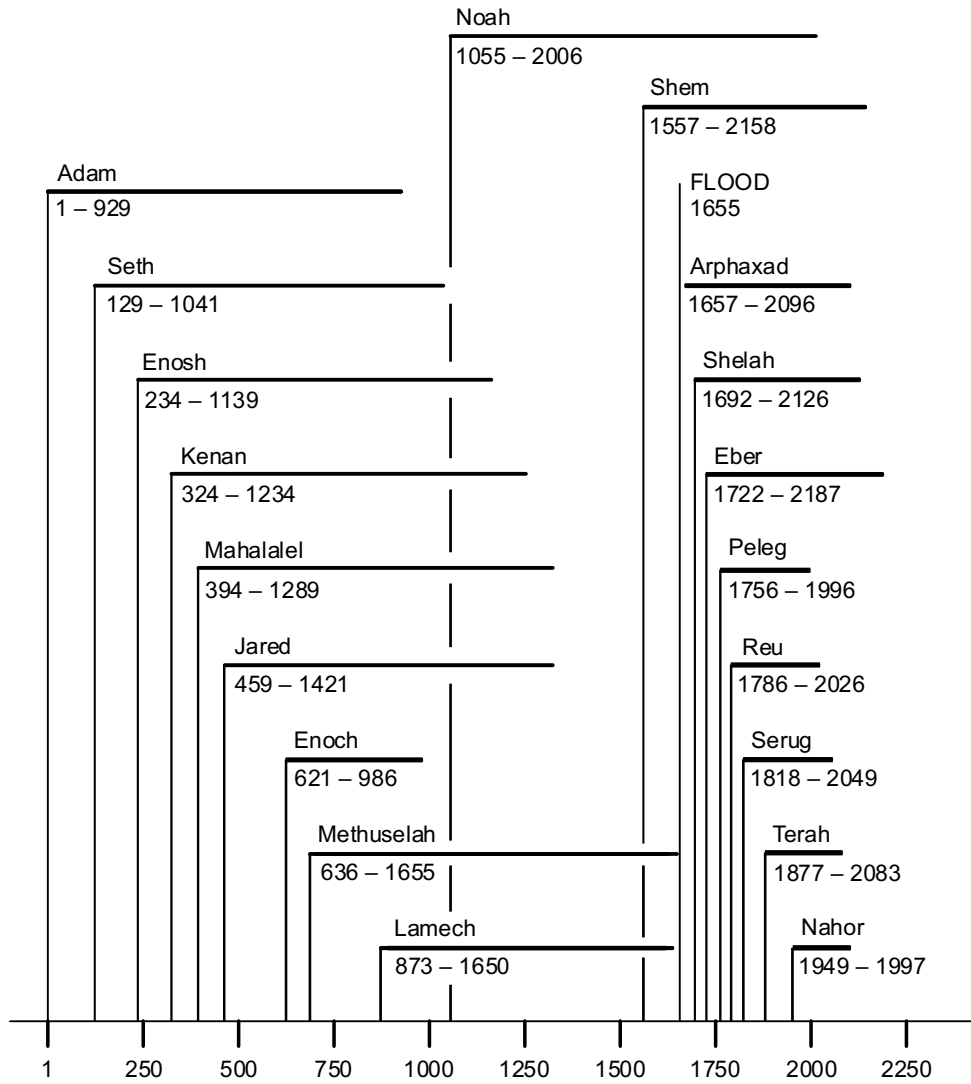 Noah
1055 – 2006
Shem
1557 – 2158
Adam
1 – 929
FLOOD
1655
Seth
129 – 1041
Arphaxad
1657 – 2096
Enosh
234 – 1139
Shelah
1692 – 2126
Kenan
324 – 1234
Eber
1722 – 2187
Mahalalel
394 – 1289
Peleg
1756 – 1996
Jared
459 – 1421
Reu
1786 – 2026
Enoch
621 – 986
Serug
1818 – 2049
Methuselah
636 – 1655
Terah
1877 – 2083
Lamech
873 – 1650
Nahor
1949 – 1997
1 250 500 750 1000 1250 1500 1750 2000 2250